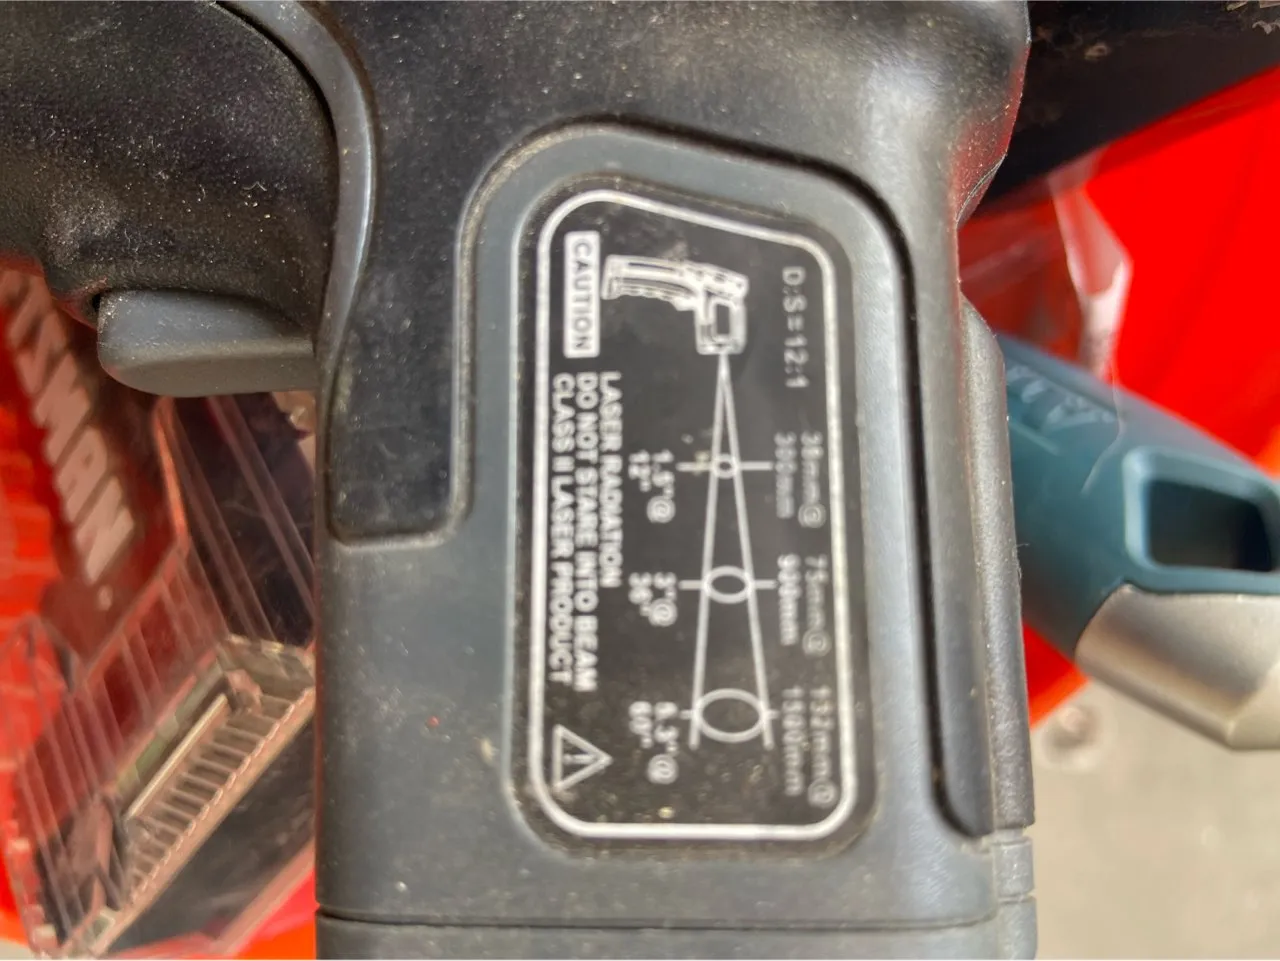 D:S=12:1
38mm@ 75mm@ 132mm@
300mm 900mm 1500mm
1.5"@ 3"@ 5.3"@
12" 36" 60"
CAUTION
LASER RADIATION
DO NOT STARE INTO BEAM
CLASS II LASER PRODUCT